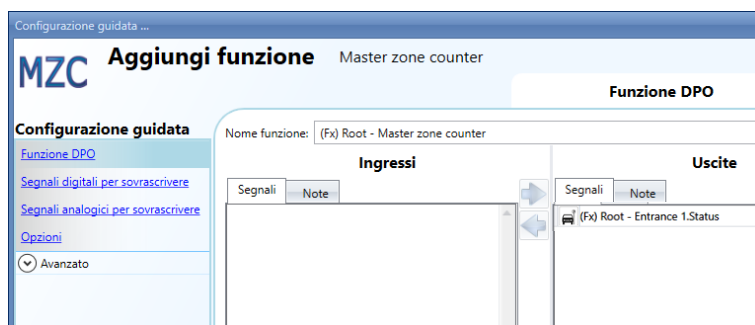 Configurazione guidata ...
MZC Aggiungi funzione Master zone counter
Funzione DPO
Configurazione guidata
Funzione DPO
Segnali digitali per sovrascrivere
Segnali analogici per sovrascrivere
Opzioni
Avanzato
Nome funzione: (Fx) Root - Master zone counter
Ingressi
Segnali Note
Uscite
Segnali Note
(Fx) Root - Entrance 1.Status